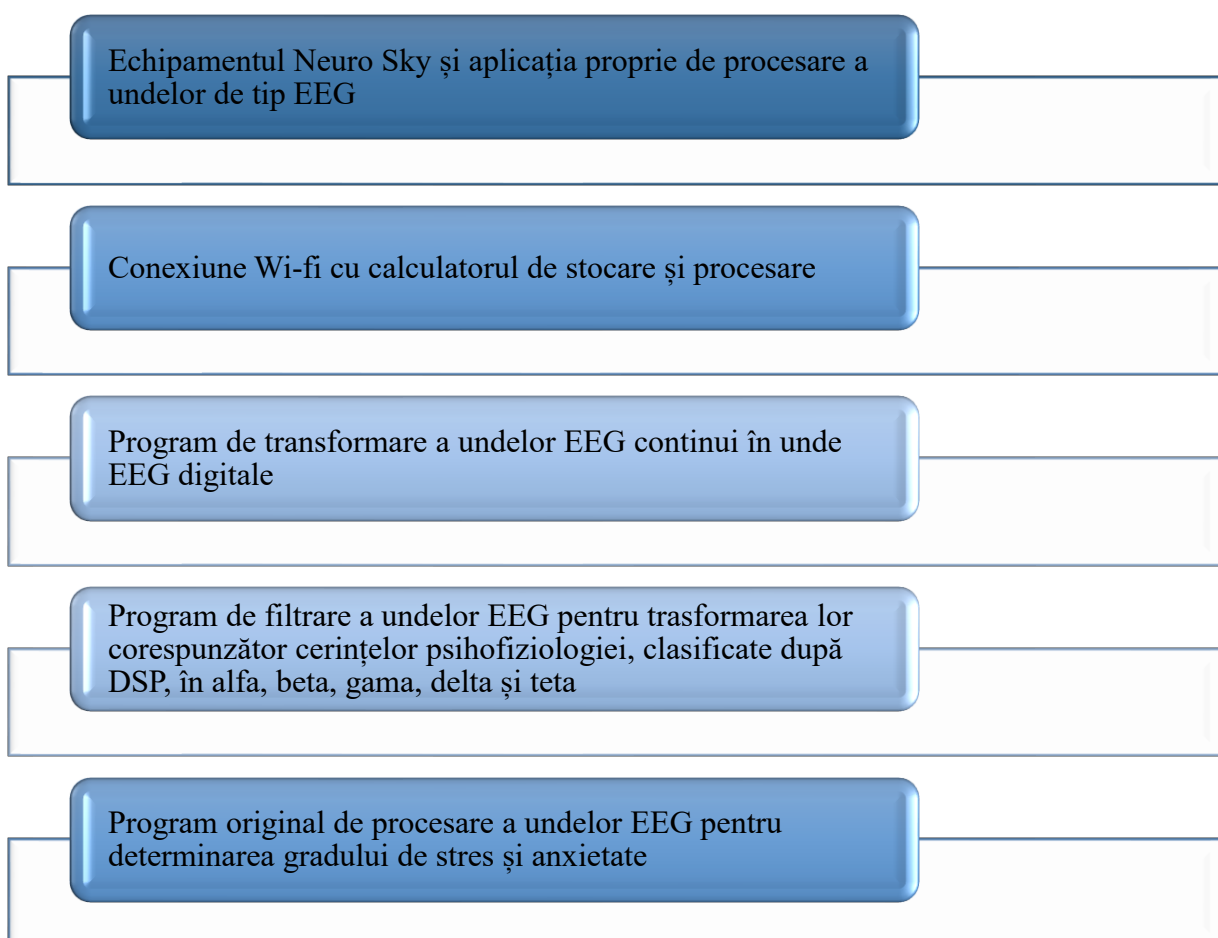 Echipamentul Neuro Sky și aplicația proprie de procesare a
undelor de tip EEG
Conexiune Wi-fi cu calculatorul de stocare și procesare
Program de transformare a undelor EEG continui în unde
EEG digitale
Program de filtrare a undelor EEG pentru trasformarea lor
corespunzător cerințelor psihofiziologiei, clasificate după
DSP, în alfa, beta, gama, delta și teta
Program original de procesare a undelor EEG pentru
determinarea gradului de stres și anxietate